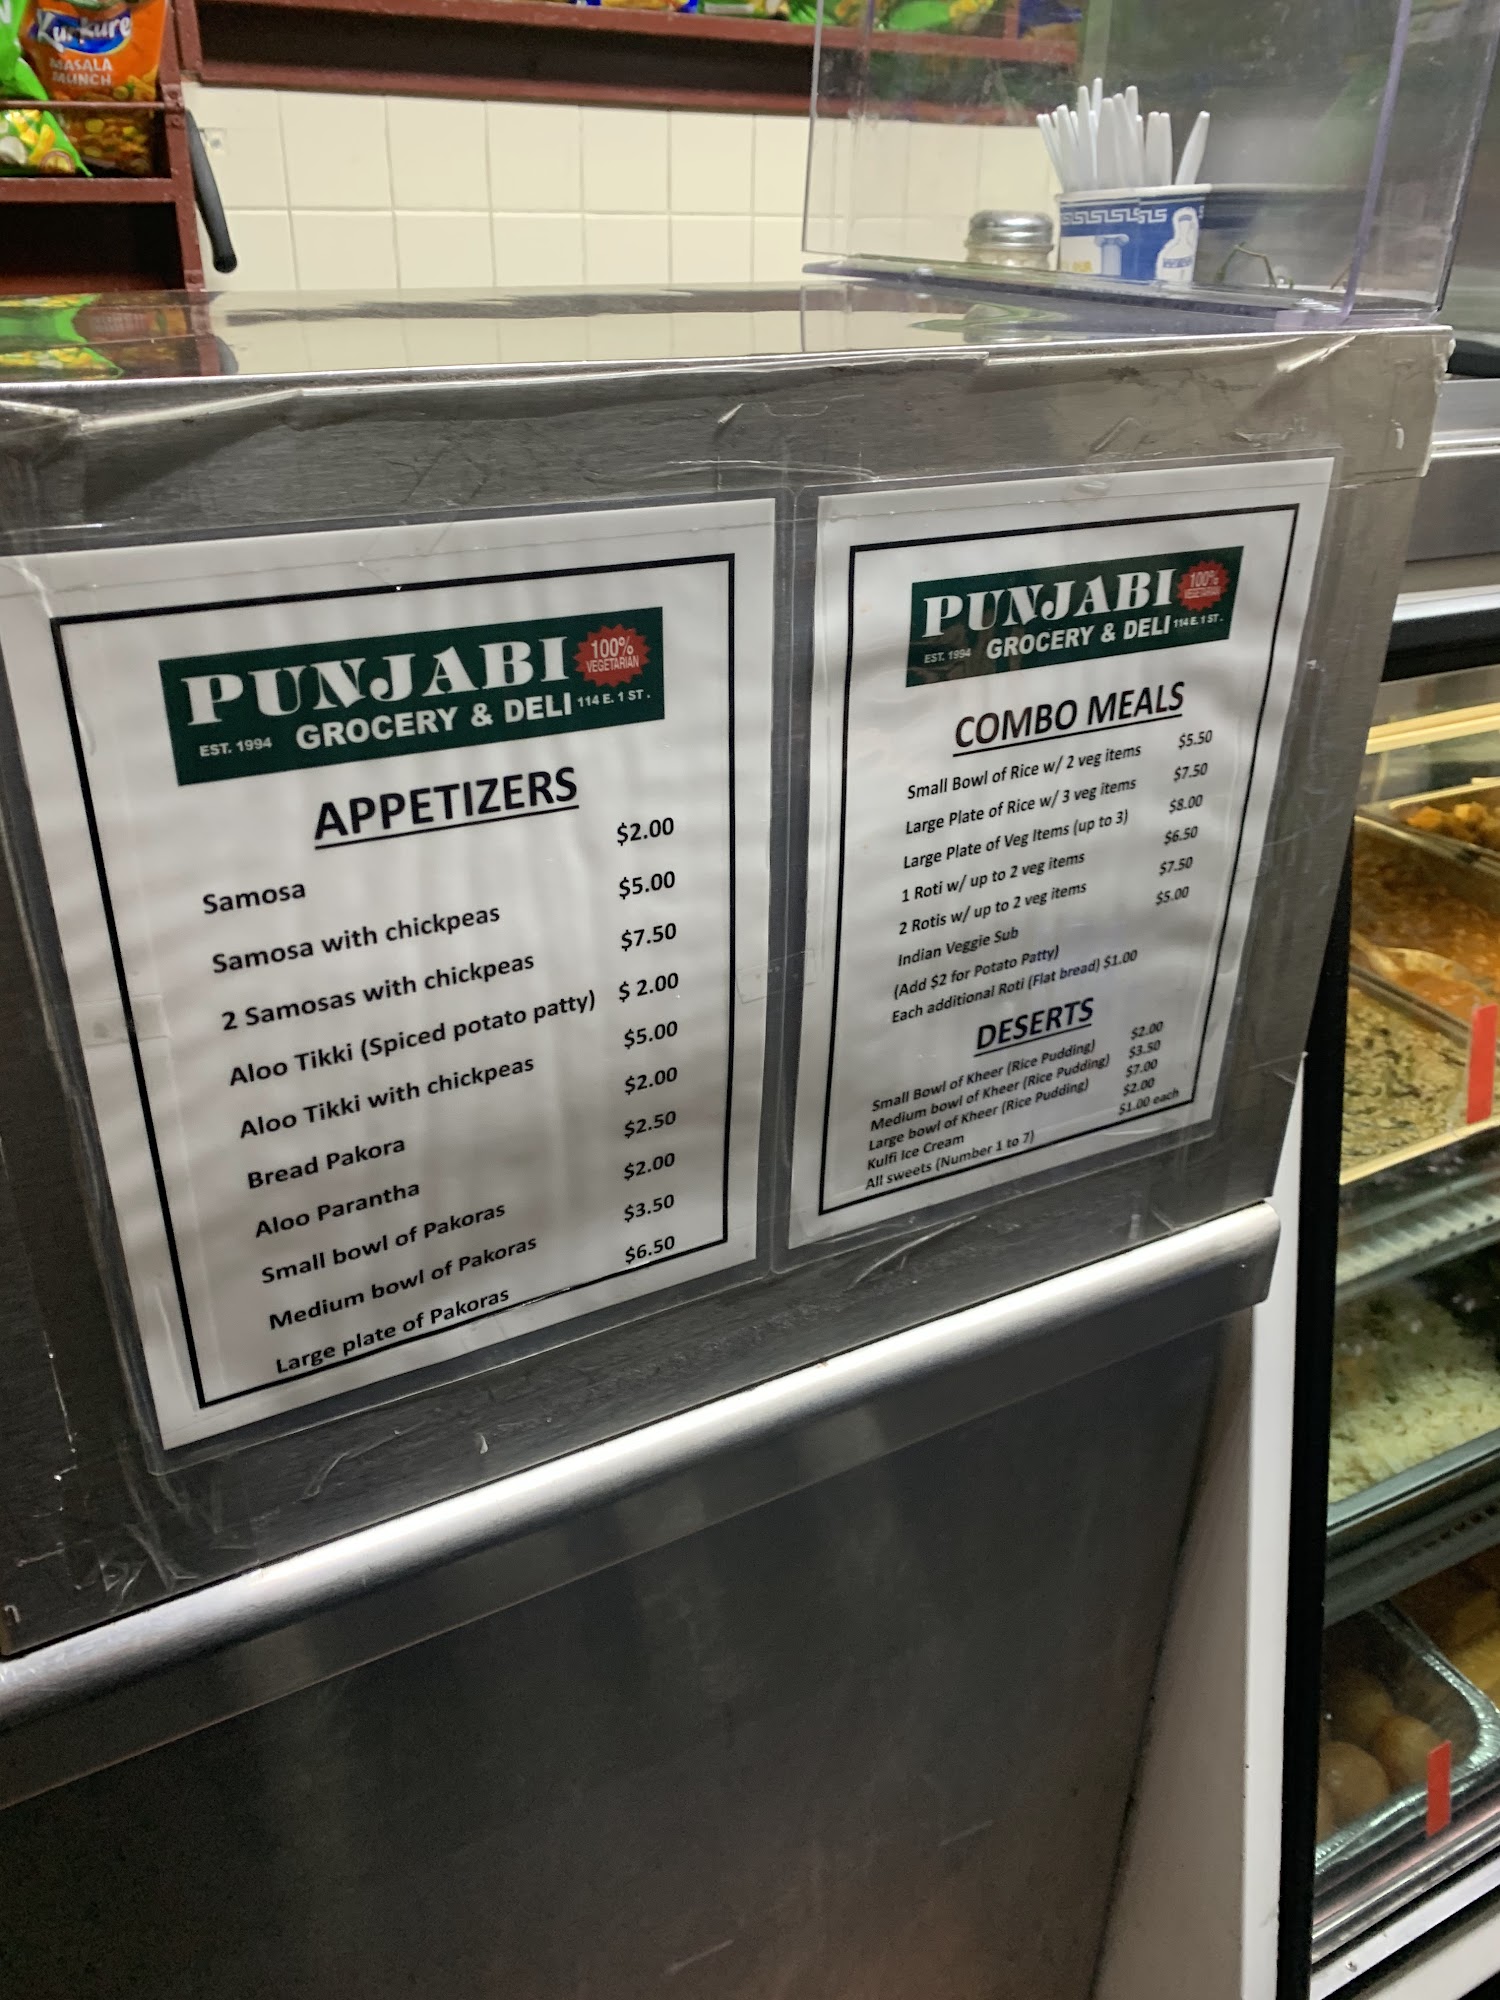 Kurkure
MASALA
MUNCH
PUNJABI
100%
VEGETARIAN
EST. 1994 GROCERY & DELI 114 E. 1 ST.
APPETIZERS
Samosa $2.00
Samosa with chickpeas $5.00
2 Samosas with chickpeas $7.50
Aloo Tikki (Spiced potato patty) $ 2.00
Aloo Tikki with chickpeas $5.00
Bread Pakora $2.00
Aloo Parantha $2.50
Small bowl of Pakoras $2.00
Medium bowl of Pakoras $3.50
Large plate of Pakoras $6.50
PUNJABI
100%
VEGETARIAN
EST. 1994 GROCERY & DELI 114 E. 1 ST.
COMBO MEALS
Small Bowl of Rice w/ 2 veg items $5.50
Large Plate of Rice w/ 3 veg items $7.50
Large Plate of Veg Items (up to 3) $8.00
1 Roti w/ up to 2 veg items $6.50
2 Rotis w/ up to 2 veg items $7.50
Indian Veggie Sub $5.00
(Add $2 for Potato Patty)
Each additional Roti (Flat bread) $1.00
DESERTS
Small Bowl of Kheer (Rice Pudding) $2.00
Medium bowl of Kheer (Rice Pudding) $3.50
Large bowl of Kheer (Rice Pudding) $7.00
Kulfi Ice Cream $2.00
All sweets (Number 1 to 7) $1.00 each